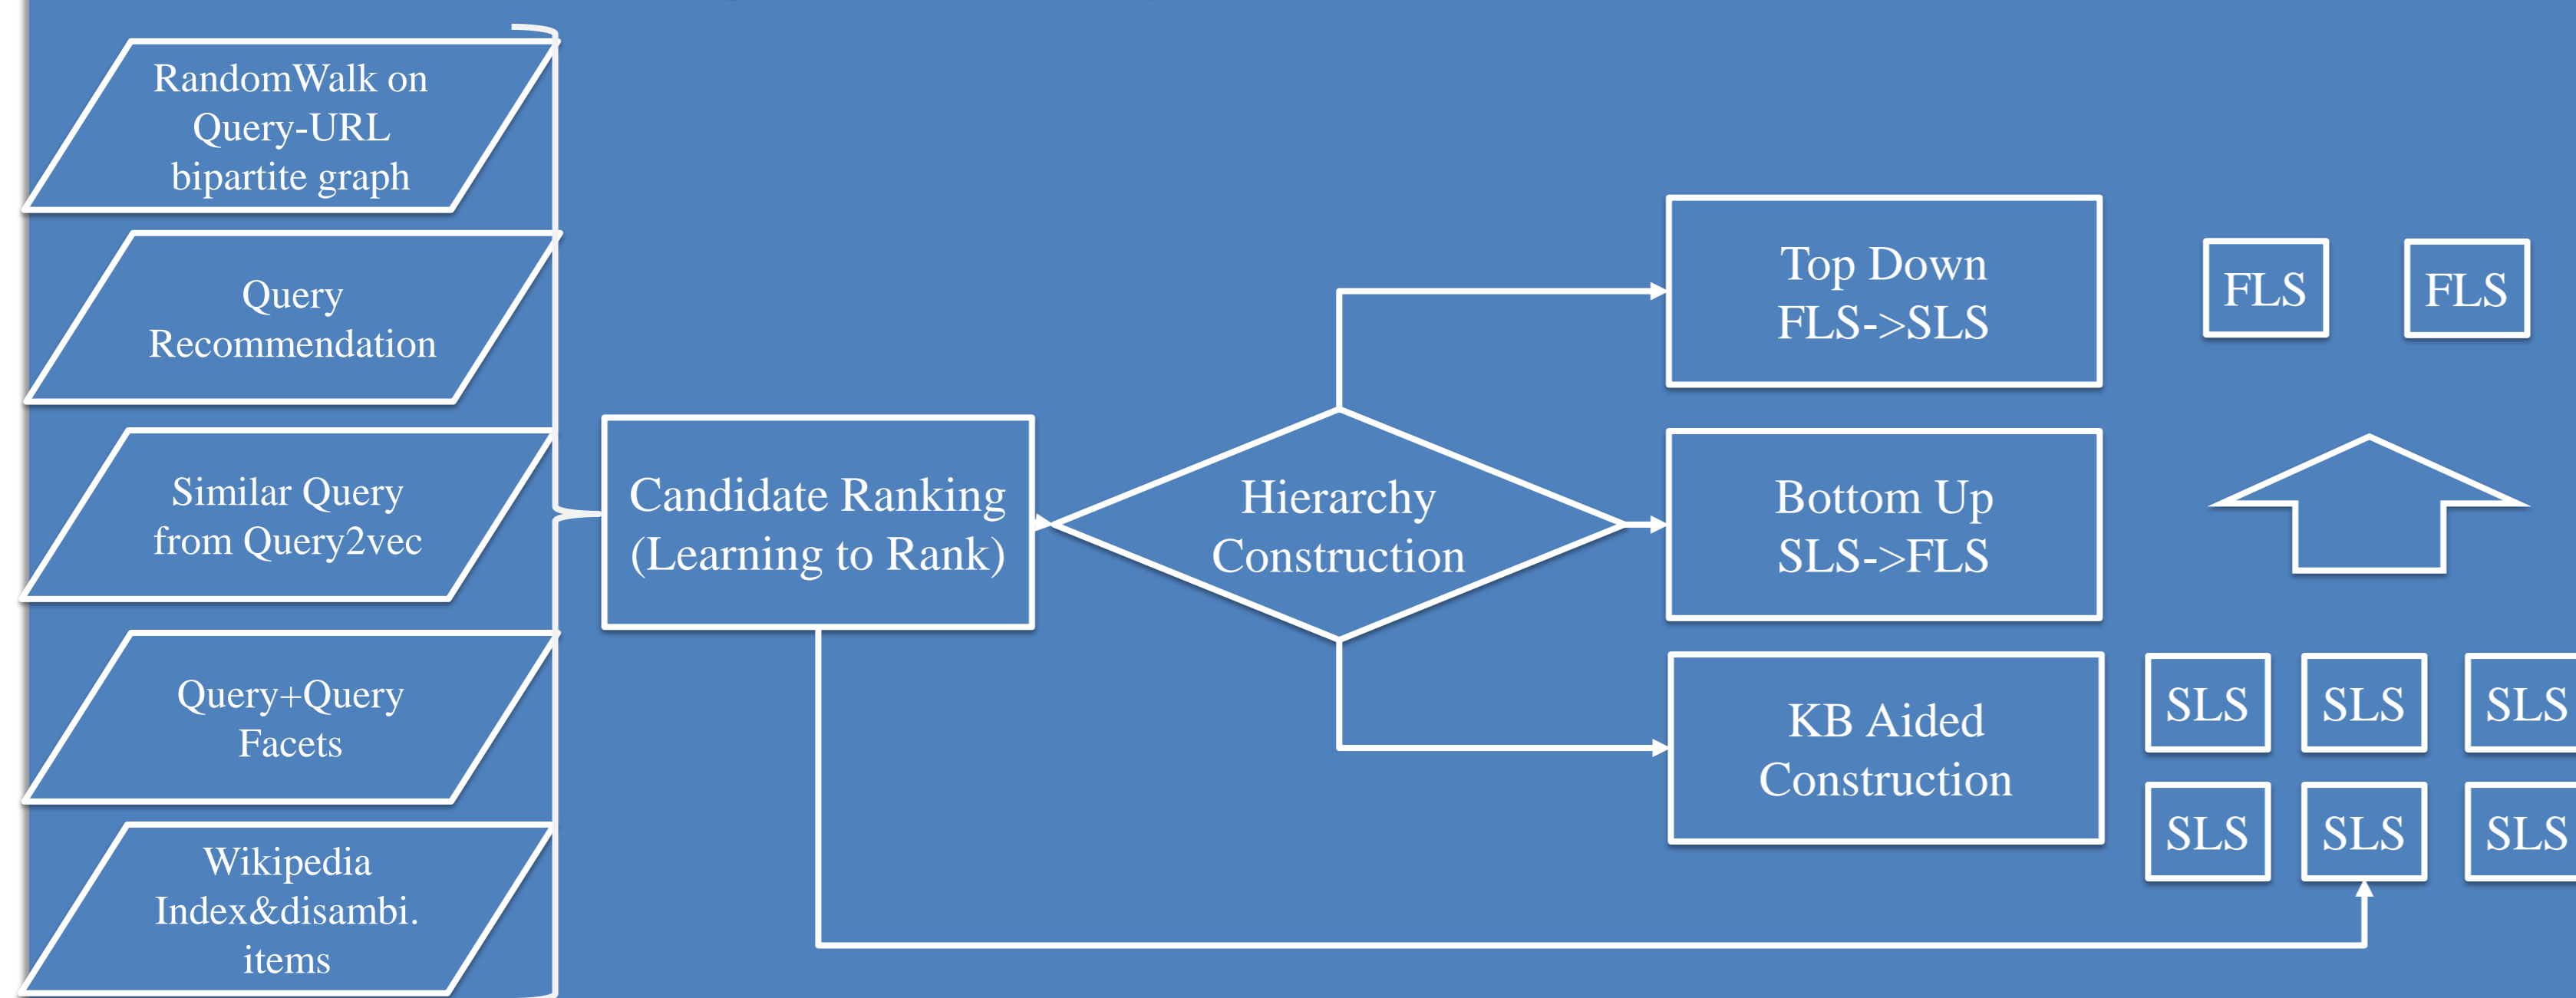 RandomWalk on
Query-URL
bipartite graph
Query
Recommendation
Similar Query
from Query2vec
Query+Query
Facets
Wikipedia
Index&disambi.
items
Candidate Ranking
(Learning to Rank)
Hierarchy
Construction
Top Down
FLS->SLS
Bottom Up
SLS->FLS
KB Aided
Construction
FLS FLS
SLS SLS SLS
SLS SLS SLS